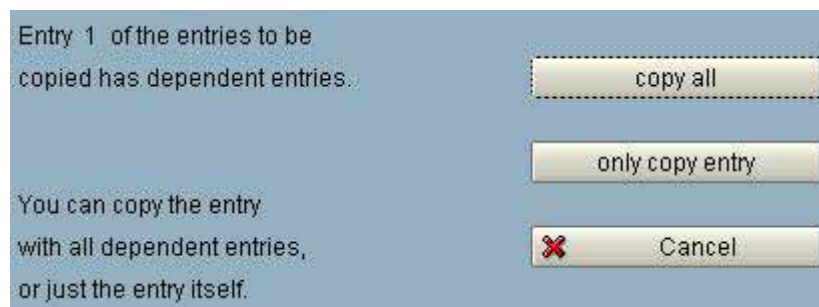 Entry 1 of the entries to be
copied has dependent entries.
copy all
only copy entry
You can copy the entry
with all dependent entries,
or just the entry itself.
Cancel